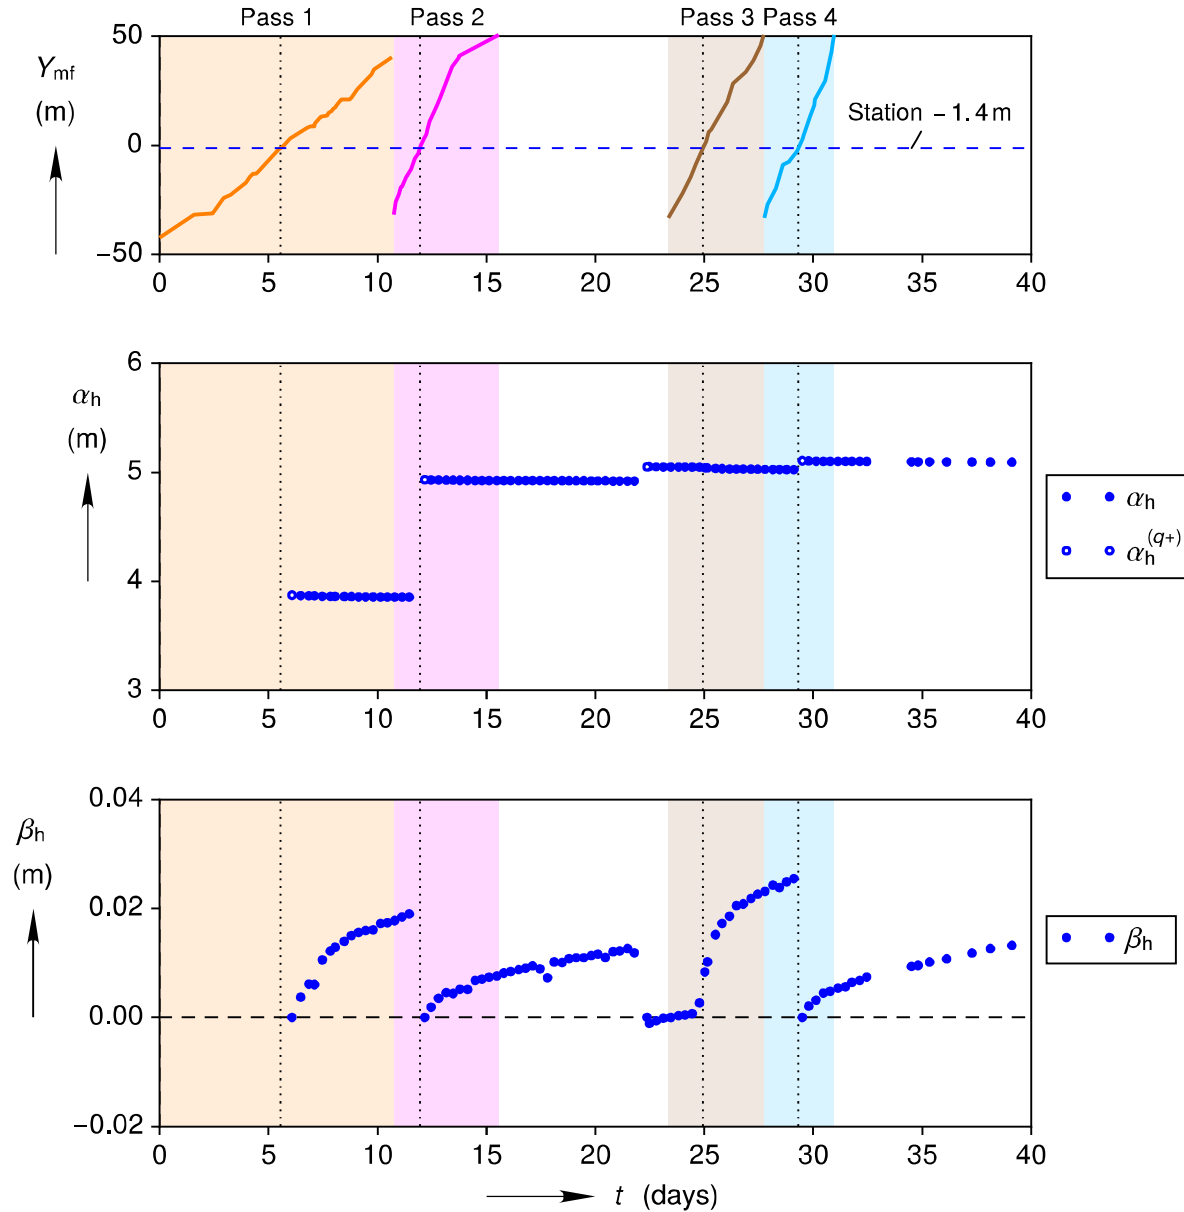 Pass 1 Pass 2 Pass 3 Pass 4
50
Y_mf
(m)
Station −1.4 m
0
−50
0 5 10 15 20 25 30 35 40
6
α_h
(m)
5
4
3
α_h
α_h^(q+)
0 5 10 15 20 25 30 35 40
0.04
β_h
(m)
0.02
0.00
−0.02
β_h
0 5 10 15 20 25 30 35 40
t (days)